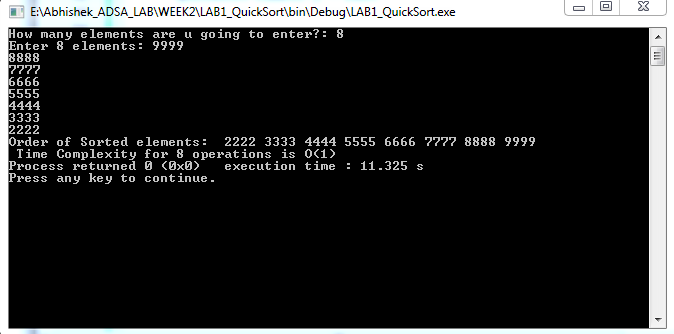 E:\Abhishek_ADSA_LAB\WEEK2\LAB1_QuickSort\bin\Debug\LAB1_QuickSort.exe
How many elements are u going to enter?: 8
Enter 8 elements: 9999
8888
7777
6666
5555
4444
3333
2222
Order of Sorted elements:  2222 3333 4444 5555 6666 7777 8888 9999
 Time Complexity for 8 operations is O(1)
Process returned 0 (0x0)   execution time : 11.325 s
Press any key to continue.